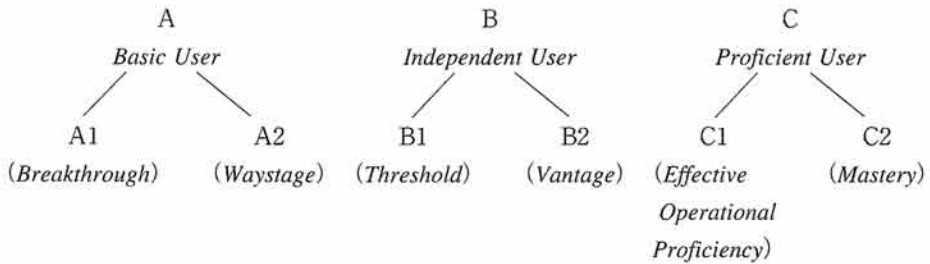 A B C
Basic User Independent User Proficient User
A1 A2 B1 B2 C1 C2
(Breakthrough) (Waystage) (Threshold) (Vantage) (Effective (Mastery)
Operational
Proficiency)